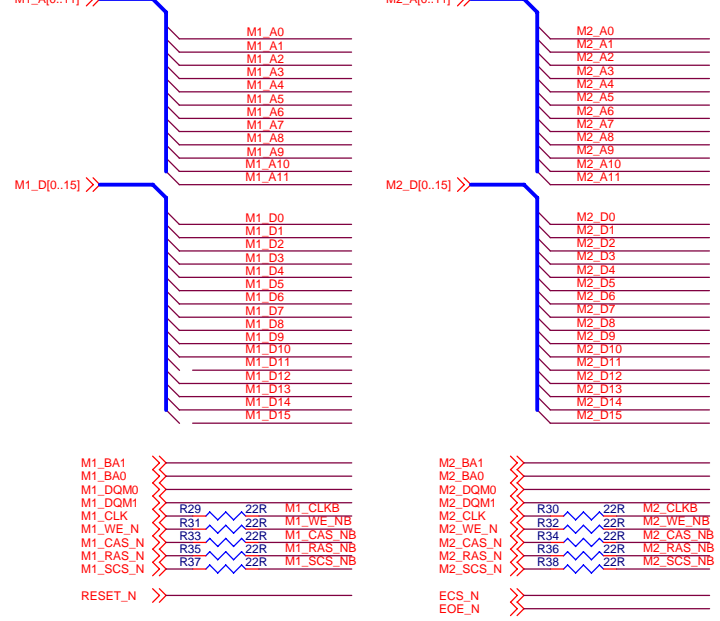 M1_A[0..11]
M1_A0
M1_A1
M1_A2
M1_A3
M1_A4
M1_A5
M1_A6
M1_A7
M1_A8
M1_A9
M1_A10
M1_A11
M1_D[0..15]
M1_D0
M1_D1
M1_D2
M1_D3
M1_D4
M1_D5
M1_D6
M1_D7
M1_D8
M1_D9
M1_D10
M1_D11
M1_D12
M1_D13
M1_D14
M1_D15
M1_BA1
M1_BA0
M1_DQM0
M1_DQM1
M1_CLK R29 22R M1_CLKB
M1_WE_N R31 22R M1_WE_NB
M1_CAS_N R33 22R M1_CAS_NB
M1_RAS_N R35 22R M1_RAS_NB
M1_SCS_N R37 22R M1_SCS_NB
RESET_N
M2_A[0..11]
M2_A0
M2_A1
M2_A2
M2_A3
M2_A4
M2_A5
M2_A6
M2_A7
M2_A8
M2_A9
M2_A10
M2_A11
M2_D[0..15]
M2_D0
M2_D1
M2_D2
M2_D3
M2_D4
M2_D5
M2_D6
M2_D7
M2_D8
M2_D9
M2_D10
M2_D11
M2_D12
M2_D13
M2_D14
M2_D15
M2_BA1
M2_BA0
M2_DQM0
M2_DQM1
M2_CLK R30 22R M2_CLKB
M2_WE_N R32 22R M2_WE_NB
M2_CAS_N R34 22R M2_CAS_NB
M2_RAS_N R36 22R M2_RAS_NB
M2_SCS_N R38 22R M2_SCS_NB
ECS_N
EOE_N